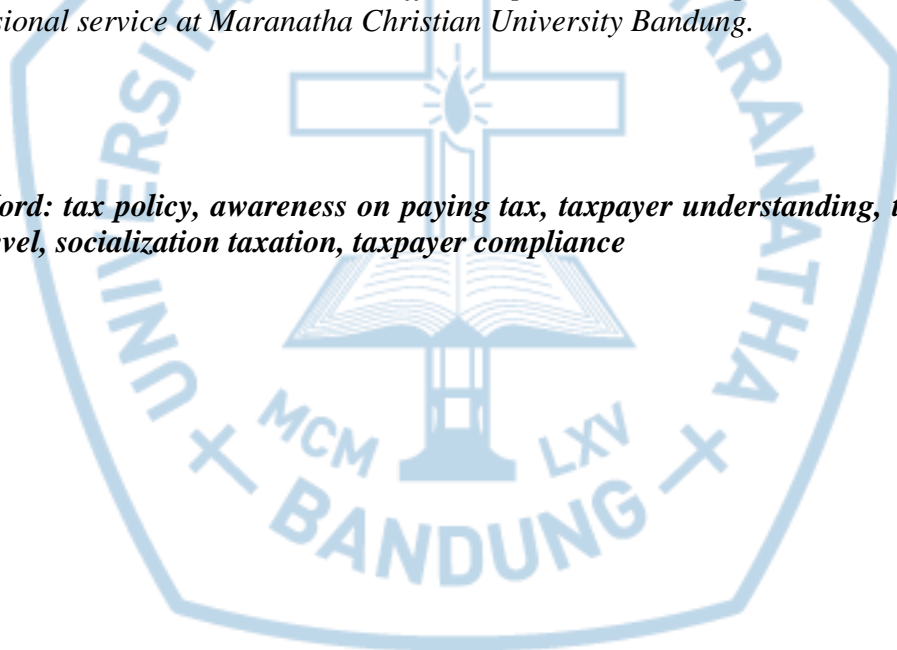 sional service at Maranatha Christian University Bandung.
ord: tax policy, awareness on paying tax, taxpayer understanding, t
vel, socialization taxation, taxpayer compliance
MARANATHA
MCM LXV
BANDUNG